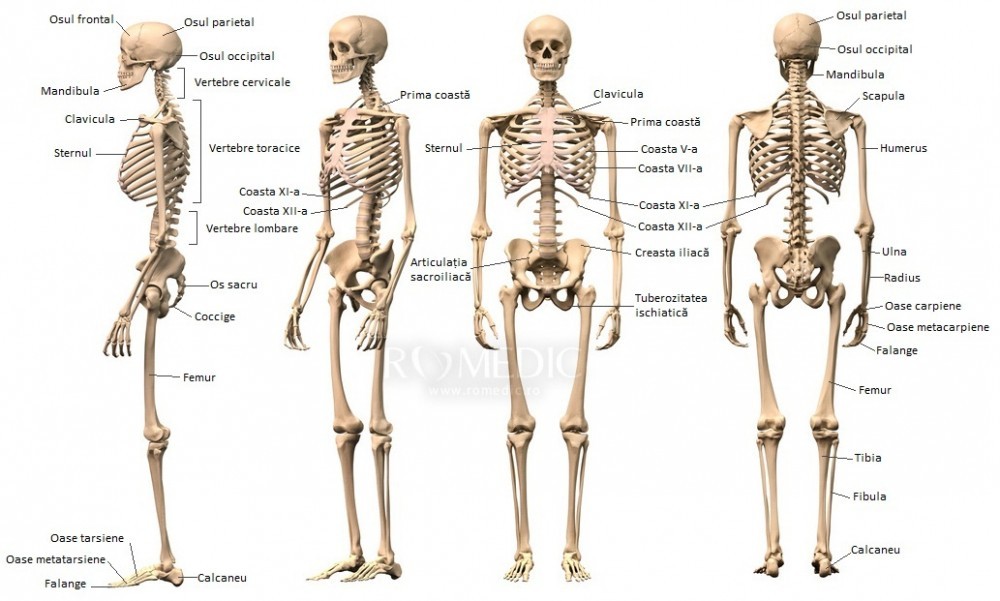 Osul frontal
Osul parietal
Osul occipital
Mandibula
Vertebre cervicale
Clavicula
Sternul
Vertebre toracice
Vertebre lombare
Os sacru
Coccige
Femur
Oase tarsiene
Oase metatarsiene
Falange
Calcaneu
Prima coastă
Coasta XI-a
Coasta XII-a
Clavicula
Prima coastă
Sternul
Coasta V-a
Coasta VII-a
Coasta XI-a
Coasta XII-a
Creasta iliacă
Articulația
sacroiliacă
Tuberozitatea
ischiatică
ROMEDIC
www.romedic.ro
Osul parietal
Osul occipital
Mandibula
Scapula
Humerus
Ulna
Radius
Oase carpiene
Oase metacarpiene
Falange
Femur
Tibia
Fibula
Calcaneu